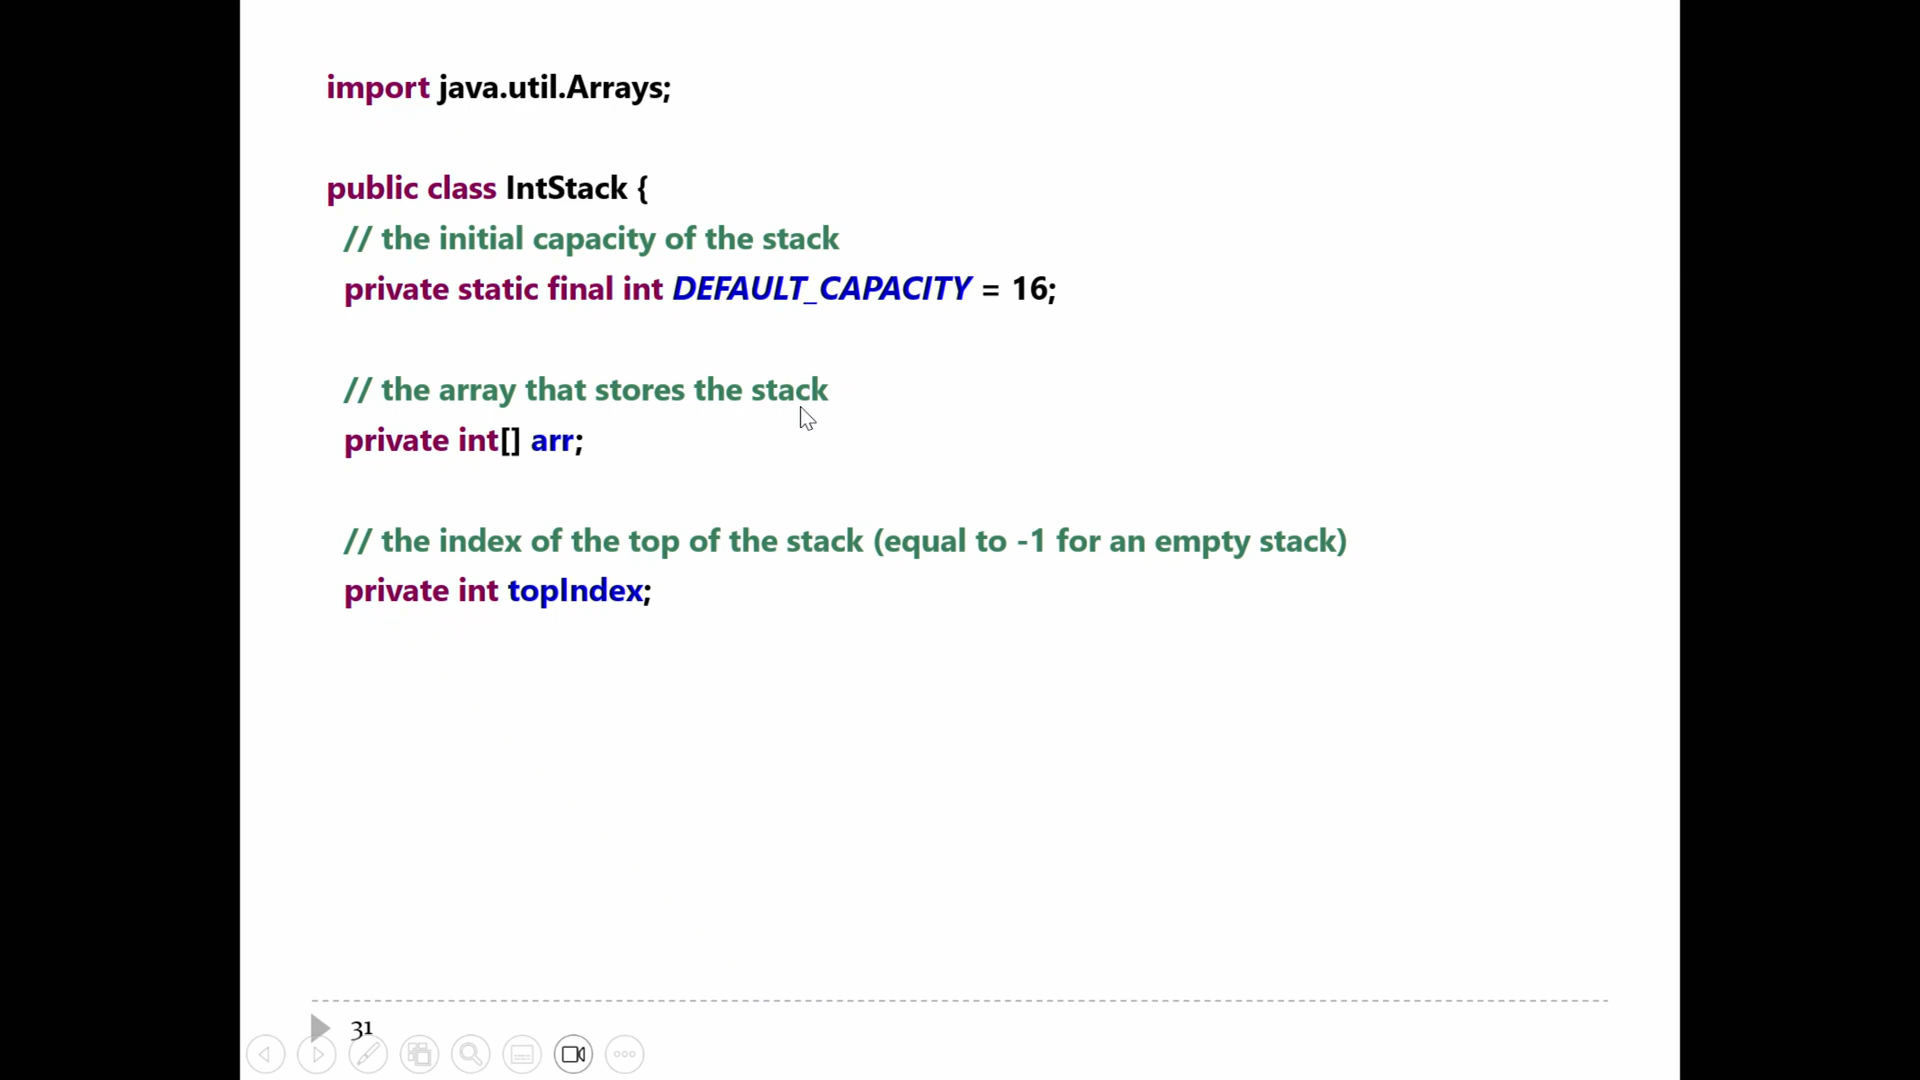 import java.util.Arrays;
public class IntStack {
// the initial capacity of the stack
private static final int DEFAULT_CAPACITY = 16;
// the array that stores the stack
private int[] arr;
// the index of the top of the stack (equal to -1 for an empty stack)
private int topIndex;
31